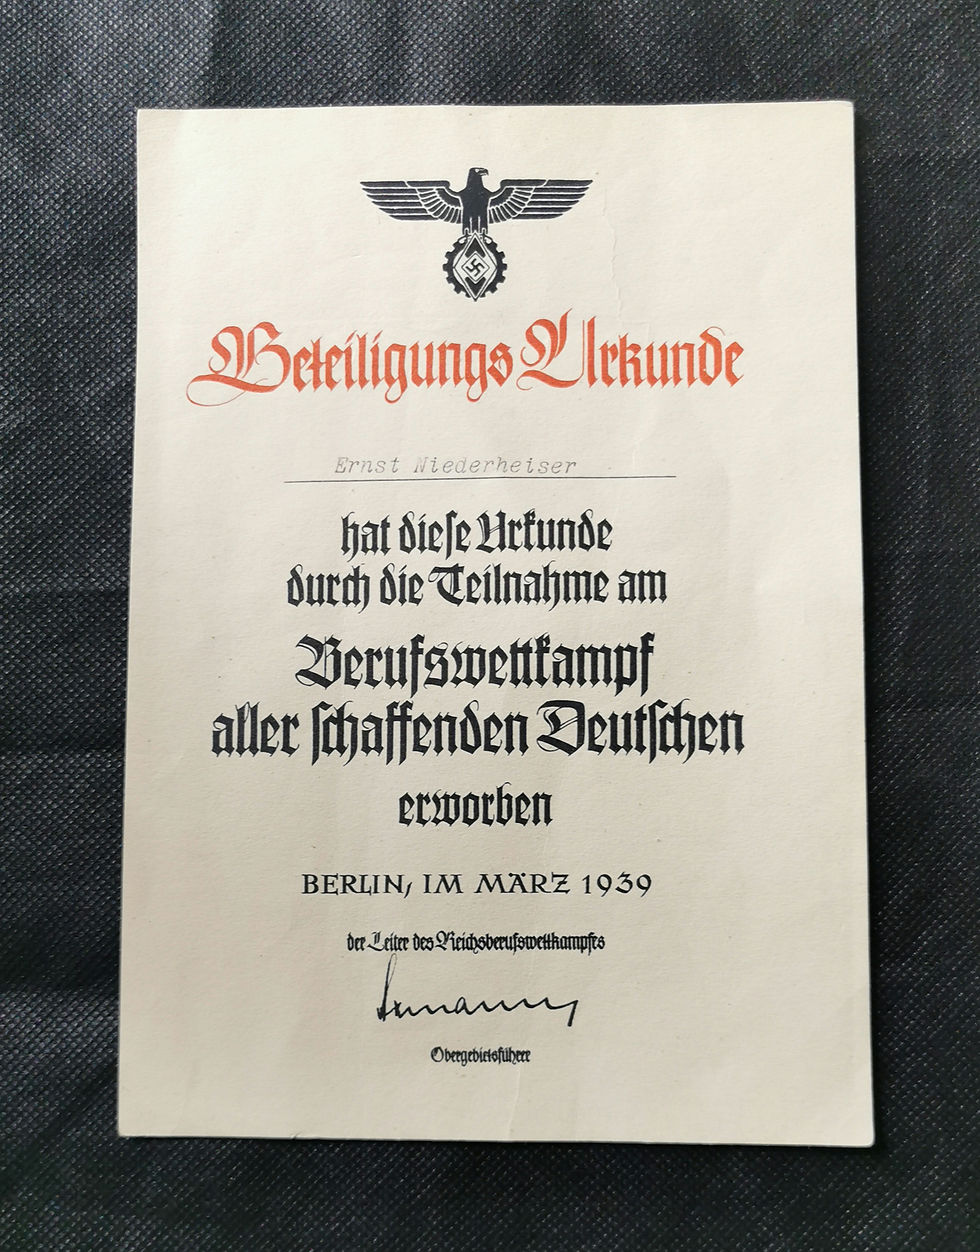 Beteiligungs Urkunde
Ernst Niederheiser
hat dieſe Urkunde
durch die Teilnahme am
Berufswettkampf
aller ſchaffenden Deutſchen
erworben
BERLIN, IM MÄRZ 1939
der Leiter des Reichsberufswettkampfes
Obergebietsführer